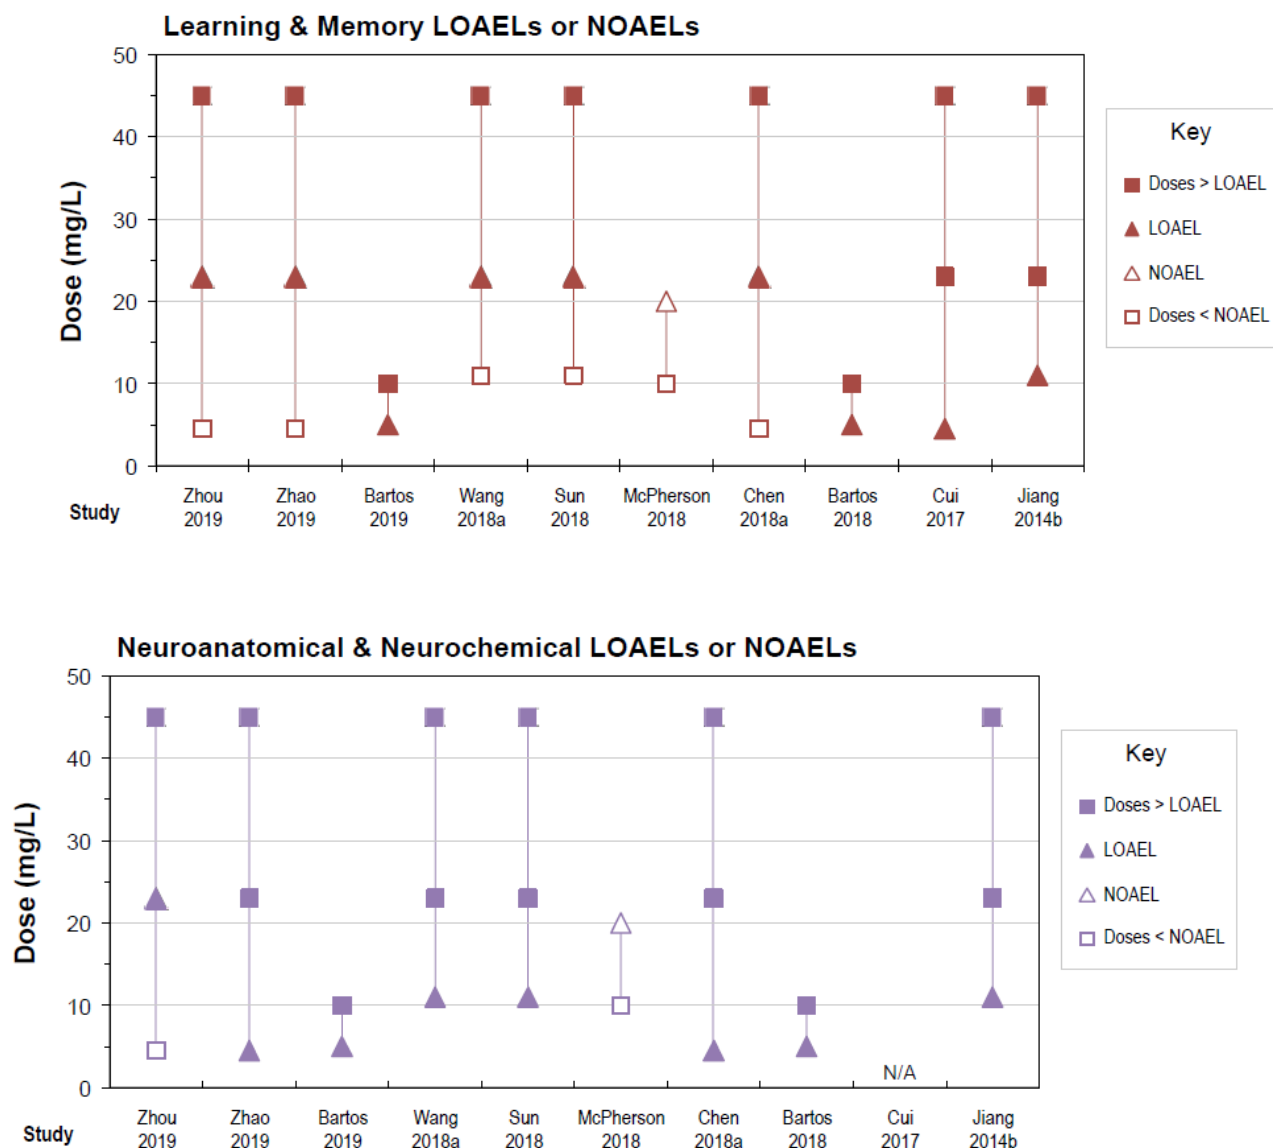 Learning & Memory LOAELs or NOAELs
50
40
30
20
10
0
Dose (mg/L)
Study
Zhou 2019
Zhao 2019
Bartos 2019
Wang 2018a
Sun 2018
McPherson 2018
Chen 2018a
Bartos 2018
Cui 2017
Jiang 2014b
Key
Doses > LOAEL
LOAEL
NOAEL
Doses < NOAEL
Neuroanatomical & Neurochemical LOAELs or NOAELs
50
40
30
20
10
0
Dose (mg/L)
N/A
Study
Zhou 2019
Zhao 2019
Bartos 2019
Wang 2018a
Sun 2018
McPherson 2018
Chen 2018a
Bartos 2018
Cui 2017
Jiang 2014b
Key
Doses > LOAEL
LOAEL
NOAEL
Doses < NOAEL